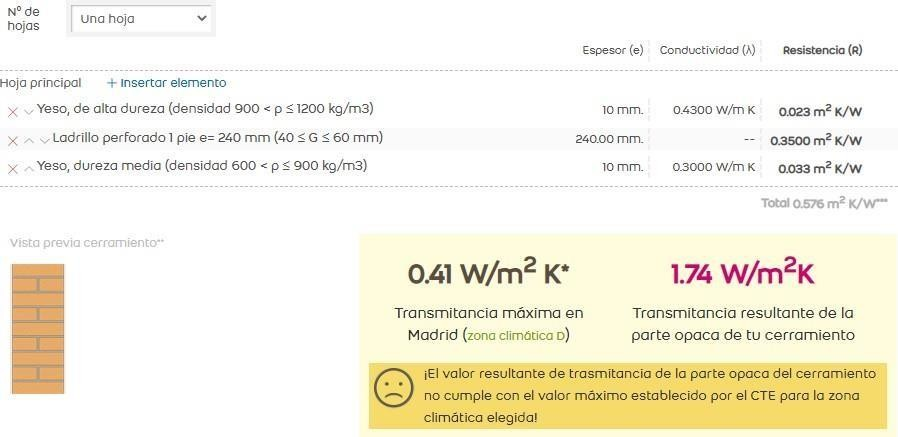 Nº de
hojas
Una hoja
Espesor (e) Conductividad (λ) Resistencia (R)
Hoja principal + Insertar elemento
Yeso, de alta dureza (densidad 900 < ρ ≤ 1200 kg/m3) 10 mm. 0.4300 W/m K 0.023 m² K/W
Ladrillo perforado 1 pie e= 240 mm (40 ≤ G ≤ 60 mm) 240.00 mm. -- 0.3500 m² K/W
Yeso, dureza media (densidad 600 < ρ ≤ 900 kg/m3) 10 mm. 0.3000 W/m K 0.033 m² K/W
Total 0.576 m² K/W***
Vista previa cerramiento**
0.41 W/m² K*
Transmitancia máxima en
Madrid (zona climática D)
1.74 W/m²K
Transmitancia resultante de la
parte opaca de tu cerramiento
¡El valor resultante de trasmitancia de la parte opaca del cerramiento
no cumple con el valor máximo establecido por el CTE para la zona
climática elegida!